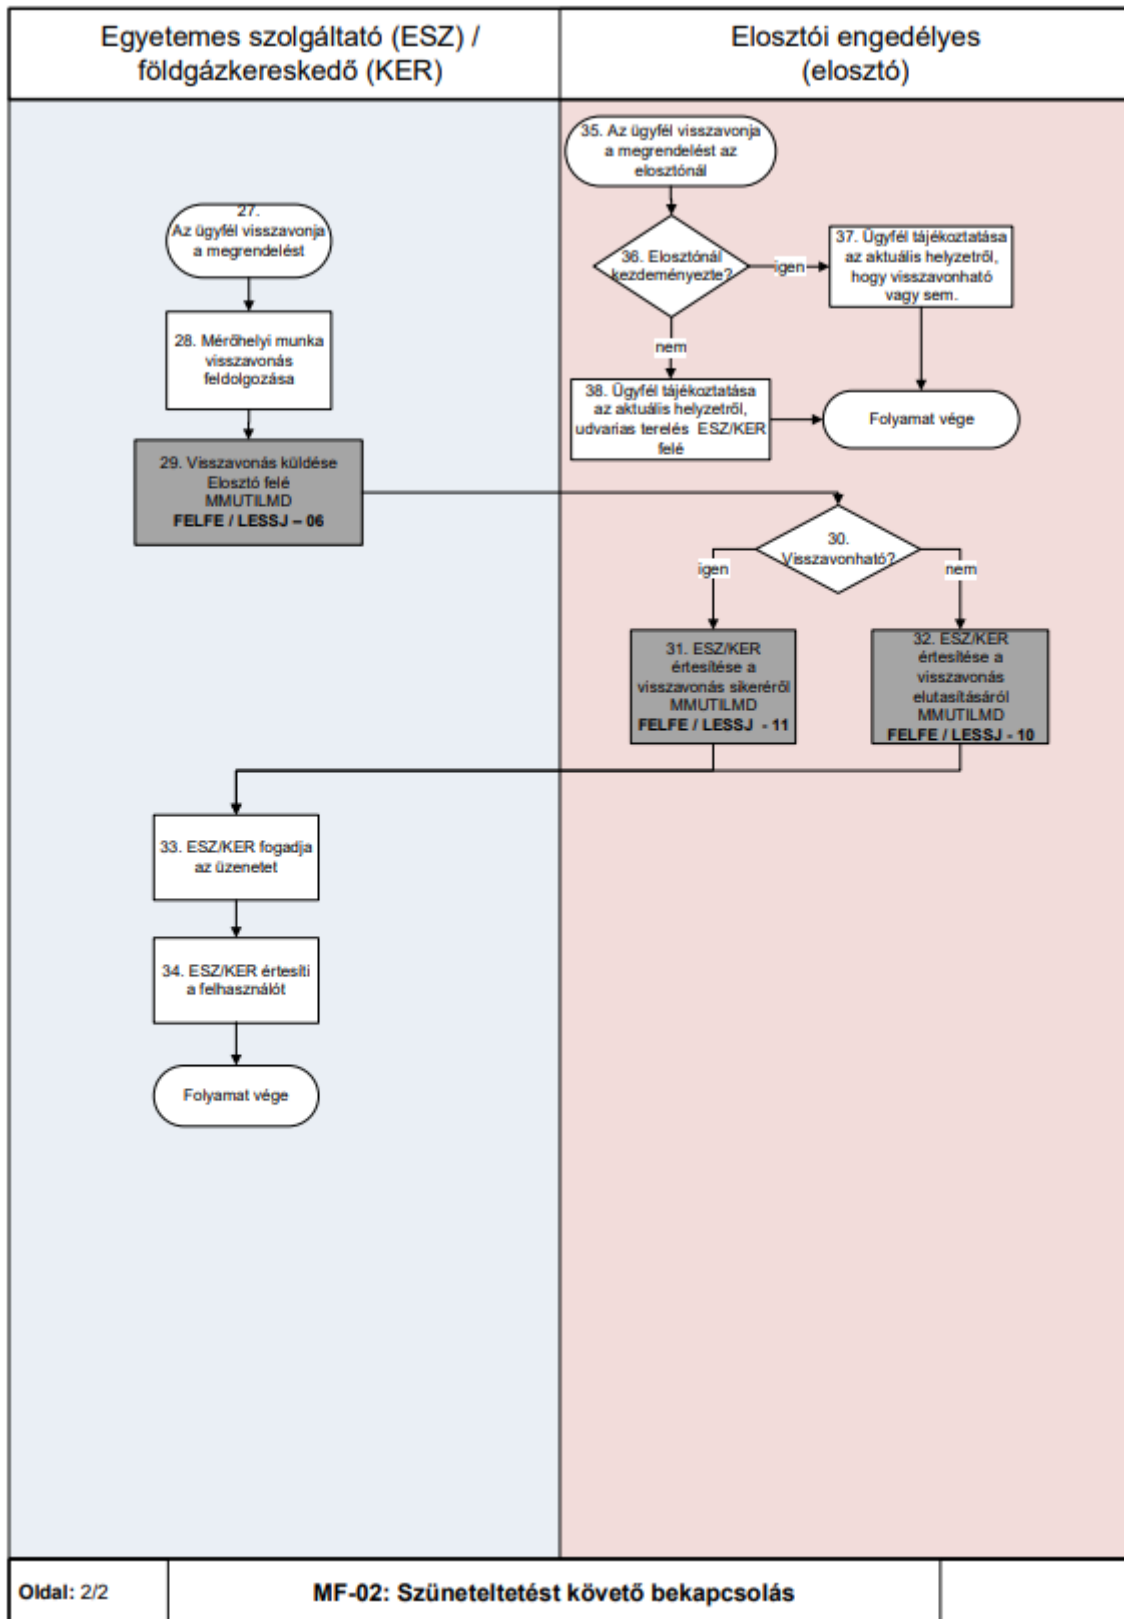 Egyetemes szolgáltató (ESZ) /
földgázkereskedő (KER)
Elosztói engedélyes
(elosztó)
35. Az ügyfél visszavonja
a megrendelést az
elosztónál
27.
Az ügyfél visszavonja
a megrendelést
36. Elosztónál
kezdeményezte?
igen
37. Ügyfél tájékoztatása
az aktuális helyzetről,
hogy visszavonható
vagy sem.
28. Mérőhelyi munka
visszavonás
feldolgozása
nem
38. Ügyfél tájékoztatása
az aktuális helyzetről,
udvarias terelés ESZ/KER
felé
Folyamat vége
29. Visszavonás küldése
Elosztó felé
MMUTILMD
FELFE / LESSJ – 06
30.
Visszavonható?
igen
nem
31. ESZ/KER
értesítése a
visszavonás sikeréről
MMUTILMD
FELFE / LESSJ - 11
32. ESZ/KER
értesítése a
visszavonás
elutasításáról
MMUTILMD
FELFE / LESSJ - 10
33. ESZ/KER fogadja
az üzenetet
34. ESZ/KER értesíti
a felhasználót
Folyamat vége
Oldal: 2/2
MF-02: Szüneteltetést követő bekapcsolás